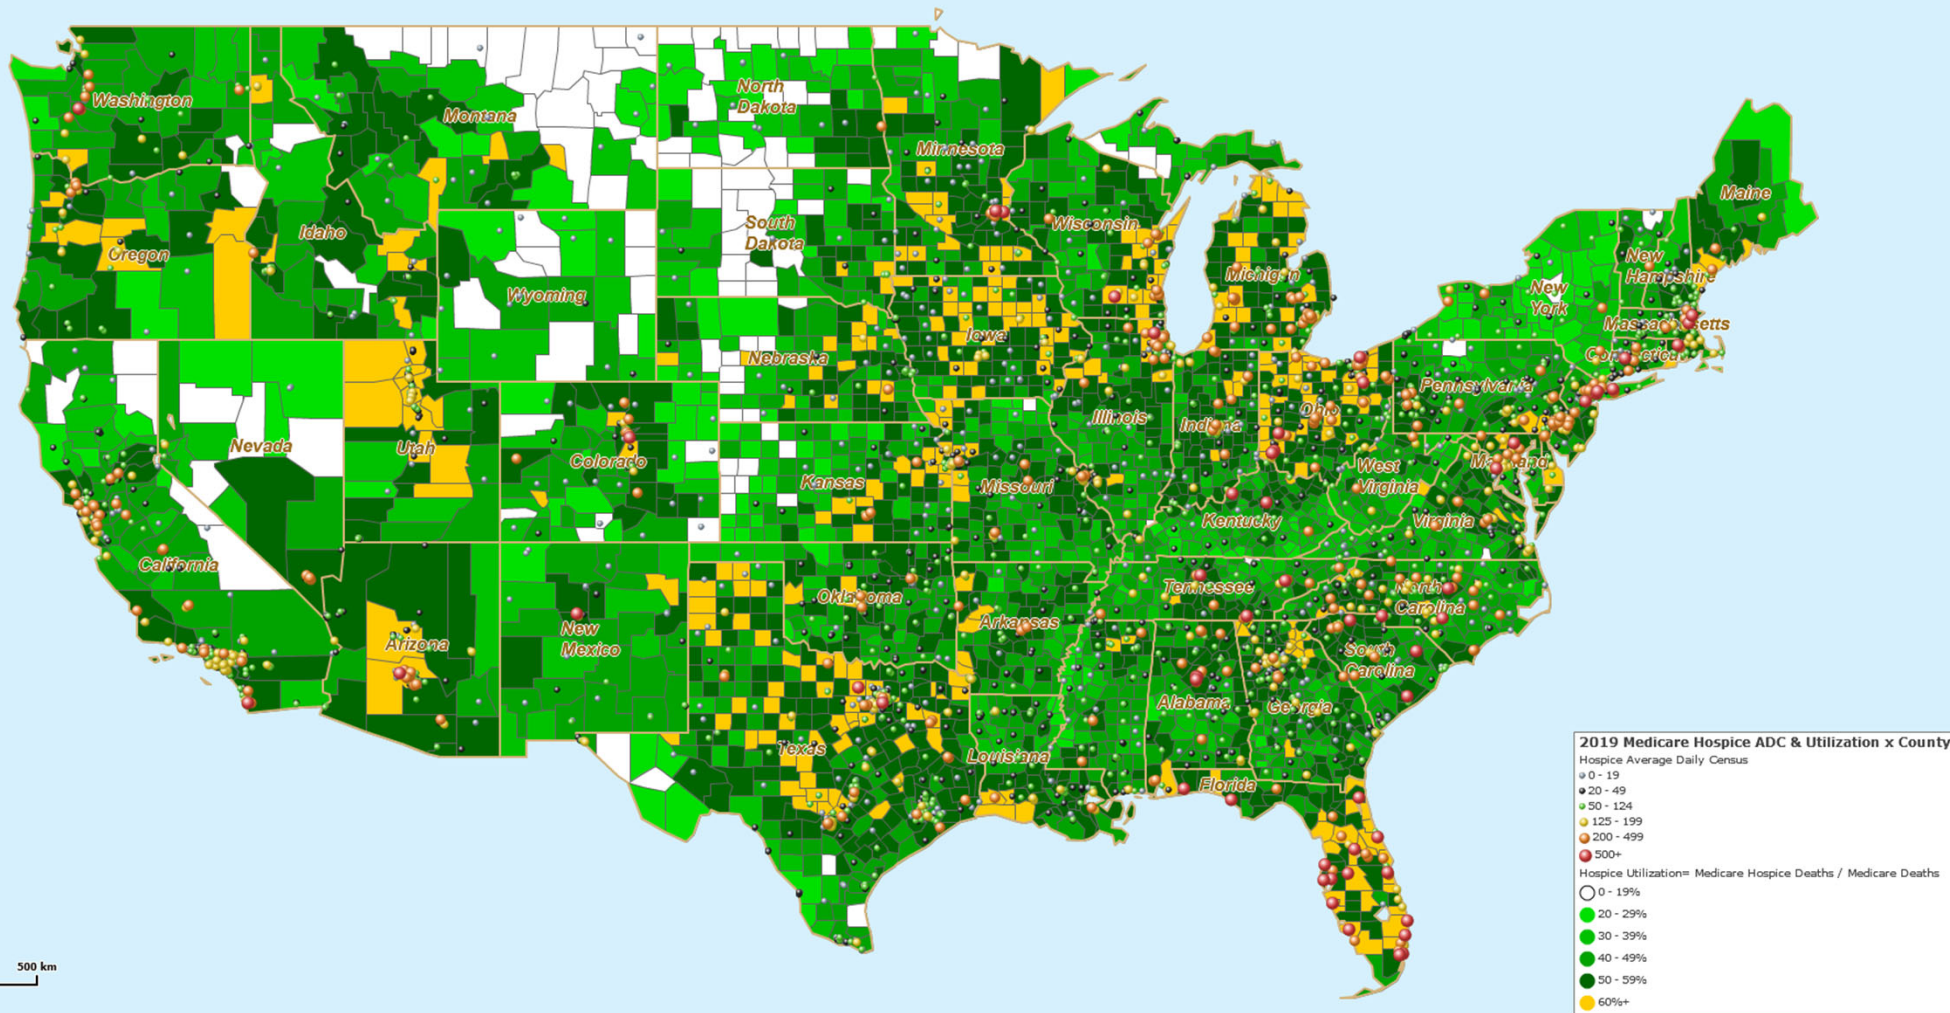 Washington
Montana
North
Dakota
Minnesota
Maine
Oregon
Idaho
South
Dakota
Wisconsin
Michigan
New
Hampshire
Wyoming
New
York
Iowa
Massachusetts
Nebraska
Connecticut
Pennsylvania
Nevada
Utah
Colorado
Illinois
Indiana
Ohio
Kansas
Missouri
West
Virginia
Maryland
California
Kentucky
Virginia
Oklahoma
Tennessee
North
Carolina
Arizona
New
Mexico
Arkansas
South
Carolina
Texas
Louisiana
Alabama
Georgia
Florida
2019 Medicare Hospice ADC & Utilization x County
Hospice Average Daily Census
0 - 19
20 - 49
50 - 124
125 - 199
200 - 499
500+
Hospice Utilization= Medicare Hospice Deaths / Medicare Deaths
0 - 19%
20 - 29%
30 - 39%
40 - 49%
50 - 59%
60%+
500 km